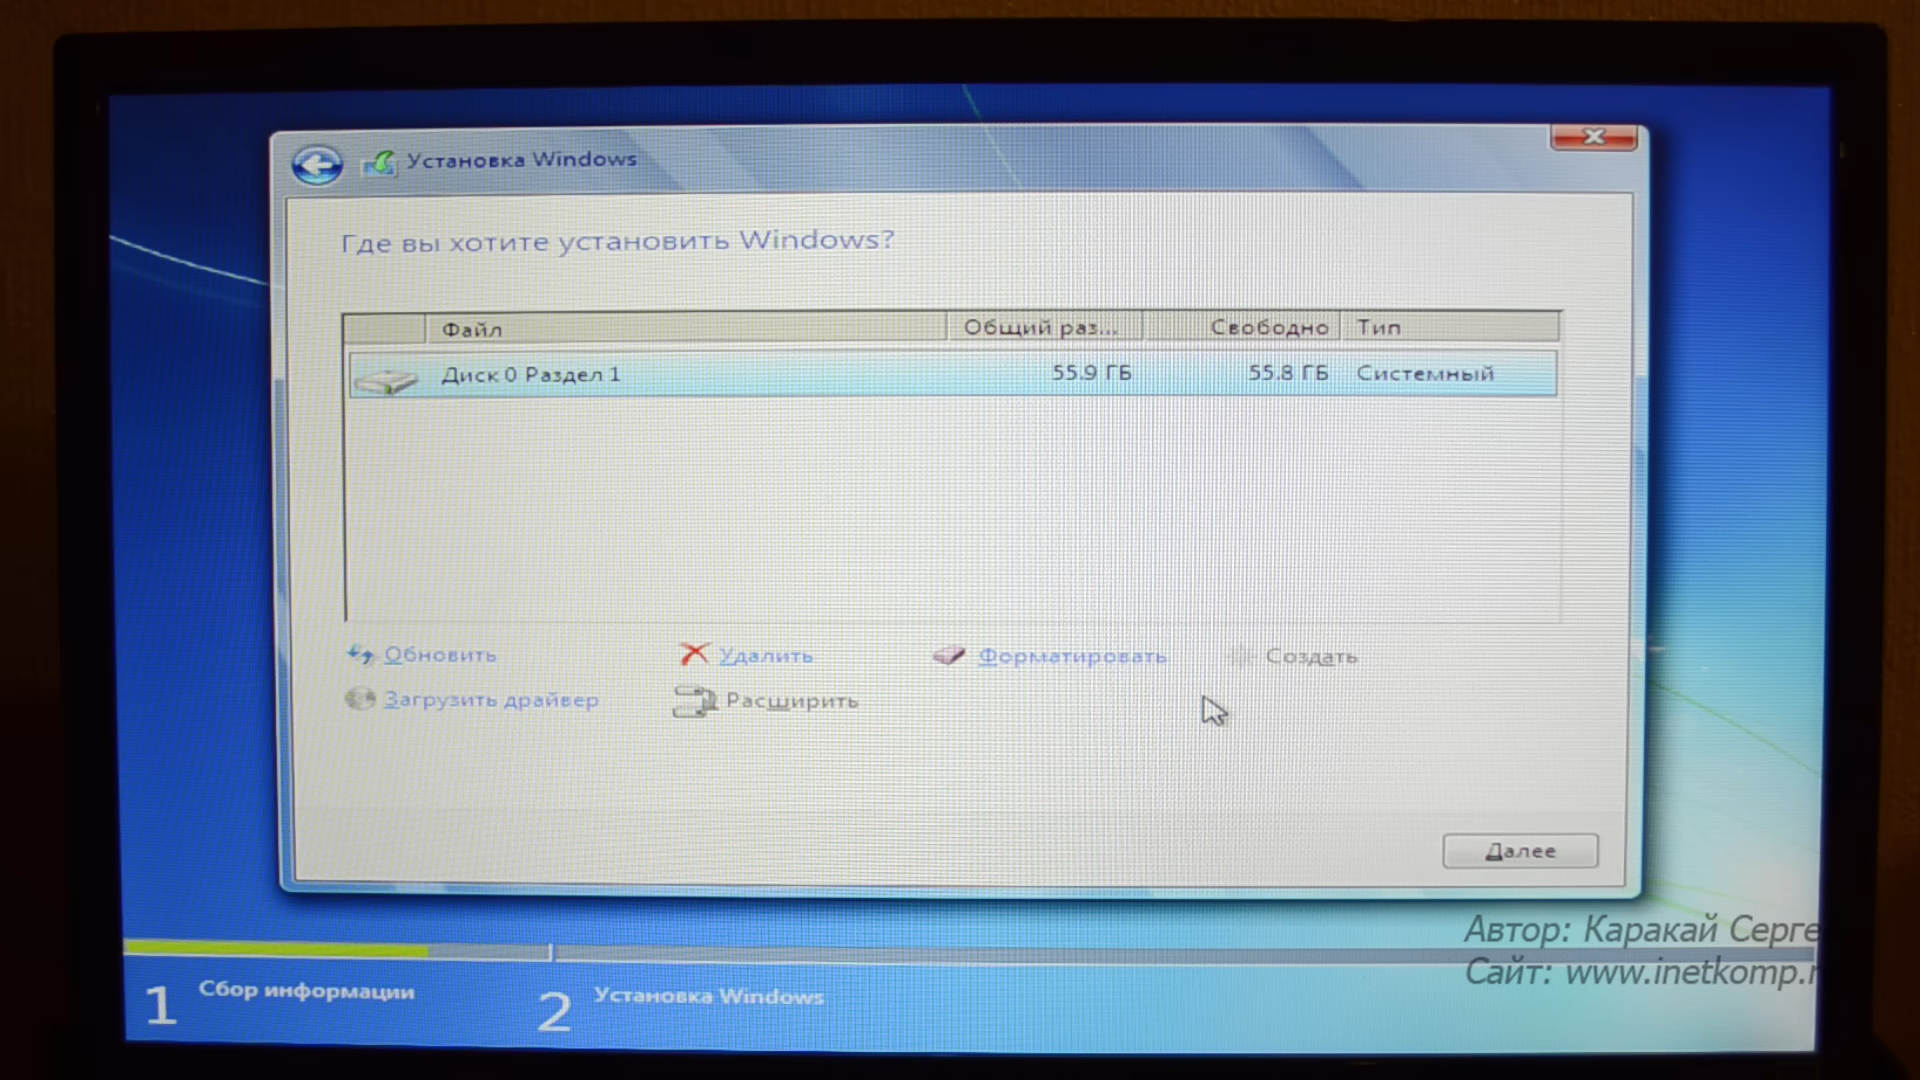 Установка Windows
Где вы хотите установить Windows?
Файл Общий раз... Свободно Тип
Диск 0 Раздел 1 55.9 ГБ 55.8 ГБ Системный
Обновить Удалить Форматировать Создать
Загрузить драйвер Расширить
Далее
Автор: Каракай Серге
Сайт: www.inetkomp.r
1 Сбор информации 2 Установка Windows